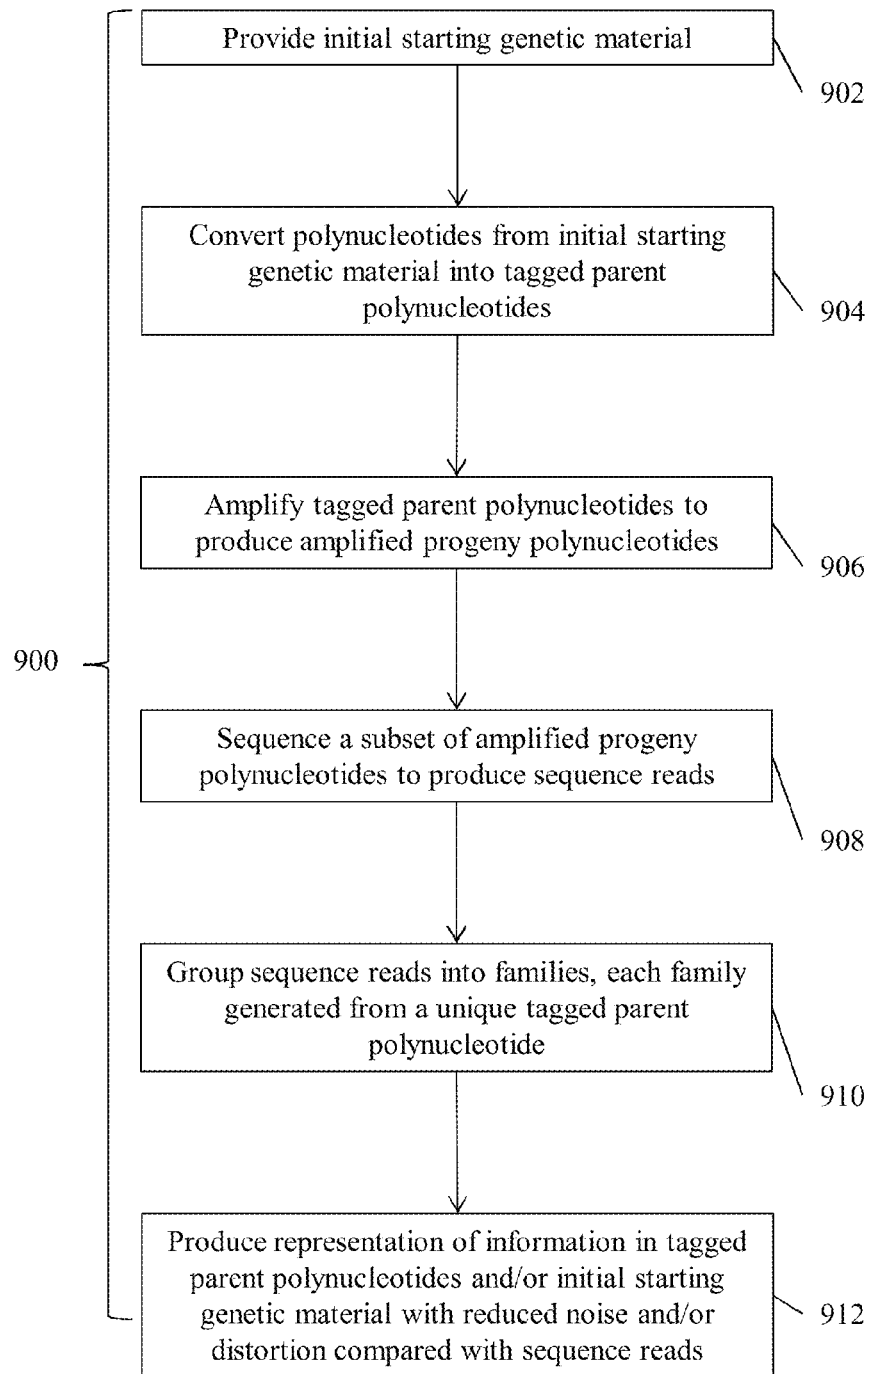 Provide initial starting genetic material
902
Convert polynucleotides from initial starting
genetic material into tagged parent
polynucleotides
904
Amplify tagged parent polynucleotides to
produce amplified progeny polynucleotides
906
900
Sequence a subset of amplified progeny
polynucleotides to produce sequence reads
908
Group sequence reads into families, each family
generated from a unique tagged parent
polynucleotide
910
Produce representation of information in tagged
parent polynucleotides and/or initial starting
genetic material with reduced noise and/or
distortion compared with sequence reads
912